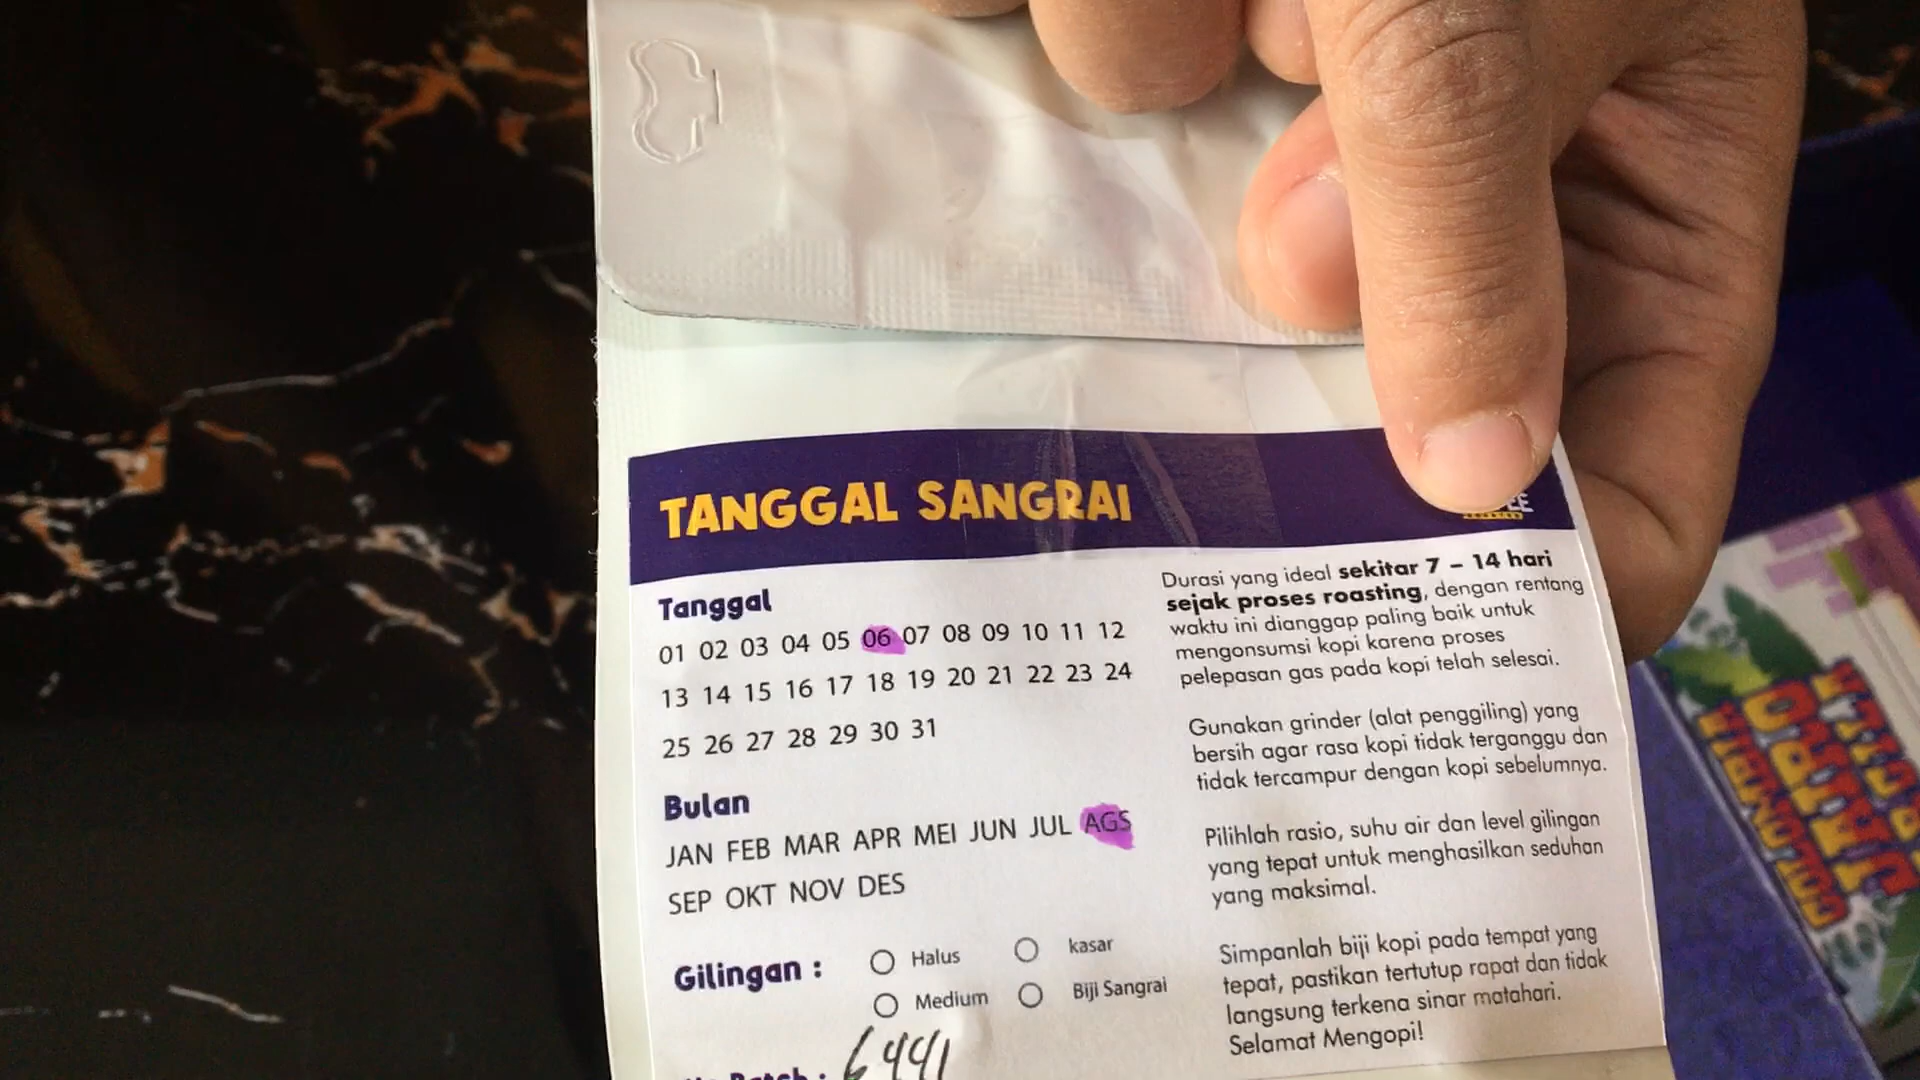 TANGGAL SANGRAI
Tanggal
01 02 03 04 05 06 07 08 09 10 11 12
13 14 15 16 17 18 19 20 21 22 23 24
25 26 27 28 29 30 31
Bulan
JAN FEB MAR APR MEI JUN JUL AGS
SEP OKT NOV DES
Gilingan :
Halus
kasar
Medium
Biji Sangrai
Batch : 6441
Durasi yang ideal sekitar 7 – 14 hari
sejak proses roasting, dengan rentang
waktu ini dianggap paling baik untuk
mengonsumsi kopi karena proses
pelepasan gas pada kopi telah selesai.
Gunakan grinder (alat penggiling) yang
bersih agar rasa kopi tidak terganggu dan
tidak tercampur dengan kopi sebelumnya.
Pilihlah rasio, suhu air dan level gilingan
yang tepat untuk menghasilkan seduhan
yang maksimal.
Simpanlah biji kopi pada tempat yang
tepat, pastikan tertutup rapat dan tidak
langsung terkena sinar matahari.
Selamat Mengopi!